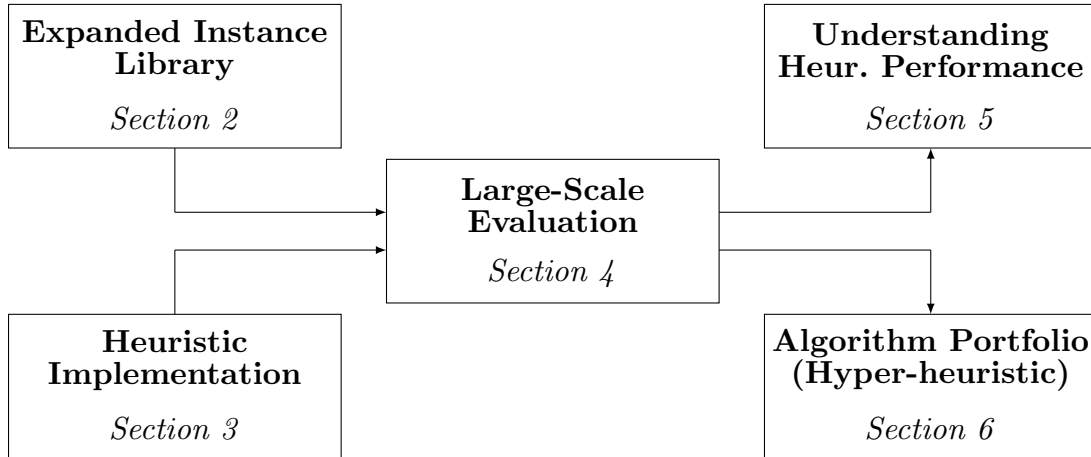 Expanded Instance
Library
Section 2
Heuristic
Implementation
Section 3
Large-Scale
Evaluation
Section 4
Understanding
Heur. Performance
Section 5
Algorithm Portfolio
(Hyper-heuristic)
Section 6